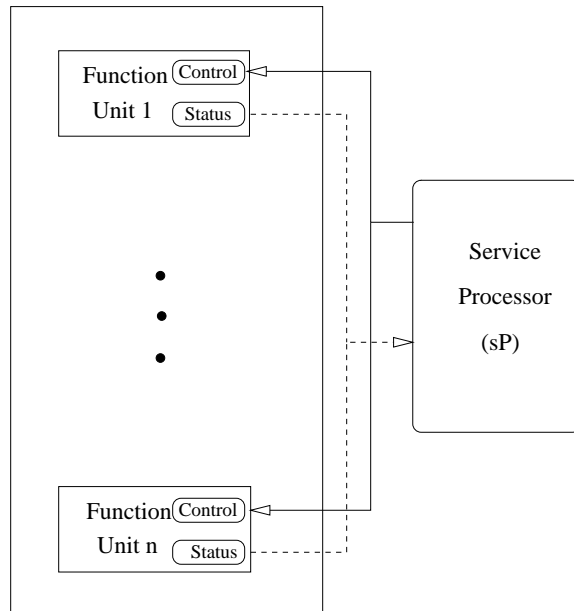 Function
Unit 1
Control
Status
Service
Processor
(sP)
Function
Unit n
Control
Status